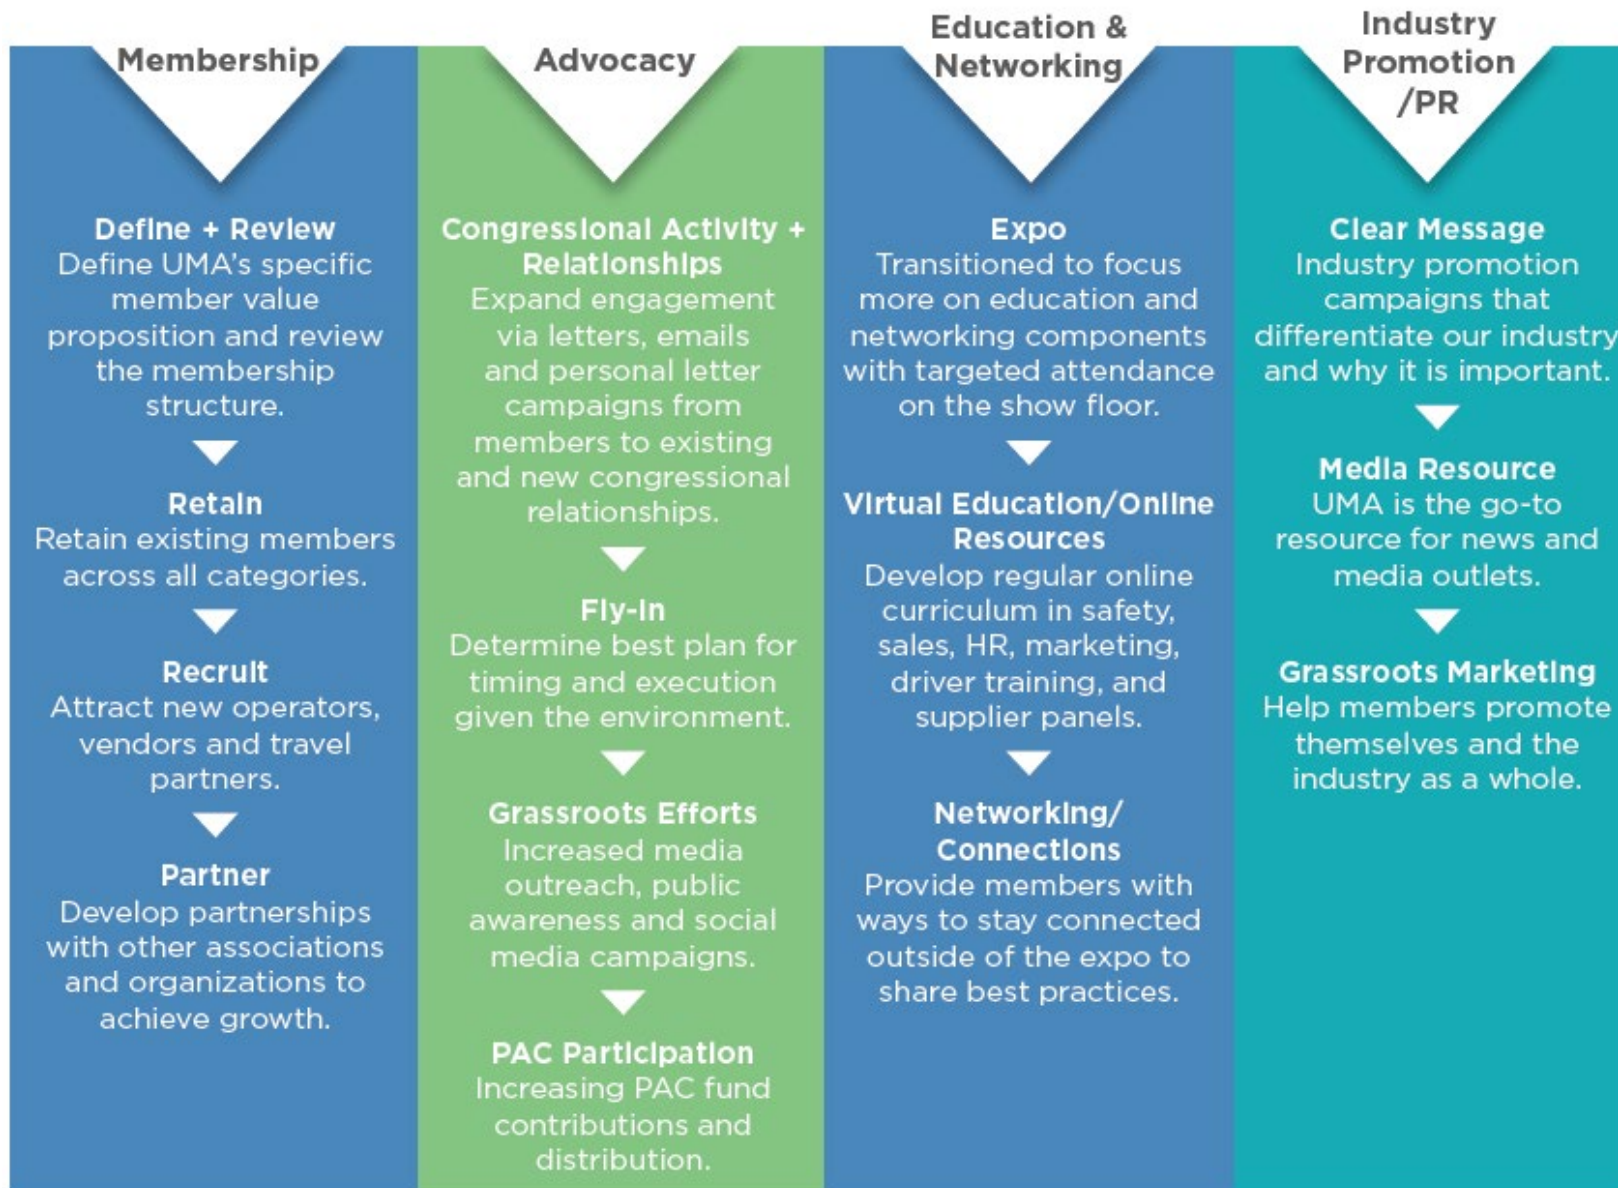 Membership
Define + Review
Define UMA's specific
member value
proposition and review
the membership
structure.
Retain
Retain existing members
across all categories.
Recruit
Attract new operators,
vendors and travel
partners.
Partner
Develop partnerships
with other associations
and organizations to
achieve growth.
Advocacy
Congressional Activity +
Relationships
Expand engagement
via letters, emails
and personal letter
campaigns from
members to existing
and new congressional
relationships.
Fly-In
Determine best plan for
timing and execution
given the environment.
Grassroots Efforts
Increased media
outreach, public
awareness and social
media campaigns.
PAC Participation
Increasing PAC fund
contributions and
distribution.
Education &
Networking
Expo
Transitioned to focus
more on education and
networking components
with targeted attendance
on the show floor.
Virtual Education/Online
Resources
Develop regular online
curriculum in safety,
sales, HR, marketing,
driver training, and
supplier panels.
Networking/
Connections
Provide members with
ways to stay connected
outside of the expo to
share best practices.
Industry
Promotion
/PR
Clear Message
Industry promotion
campaigns that
differentiate our industry
and why it is important.
Media Resource
UMA is the go-to
resource for news and
media outlets.
Grassroots Marketing
Help members promote
themselves and the
industry as a whole.